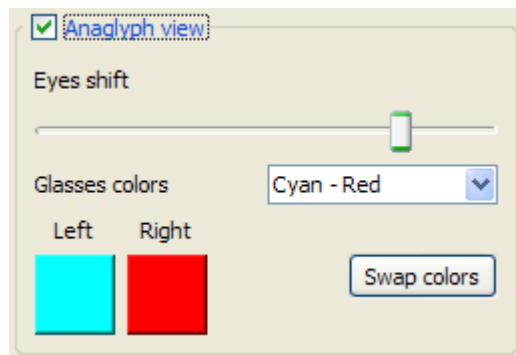 Anaglyph view
Eyes shift
Glasses colors Cyan - Red
Left Right
Swap colors